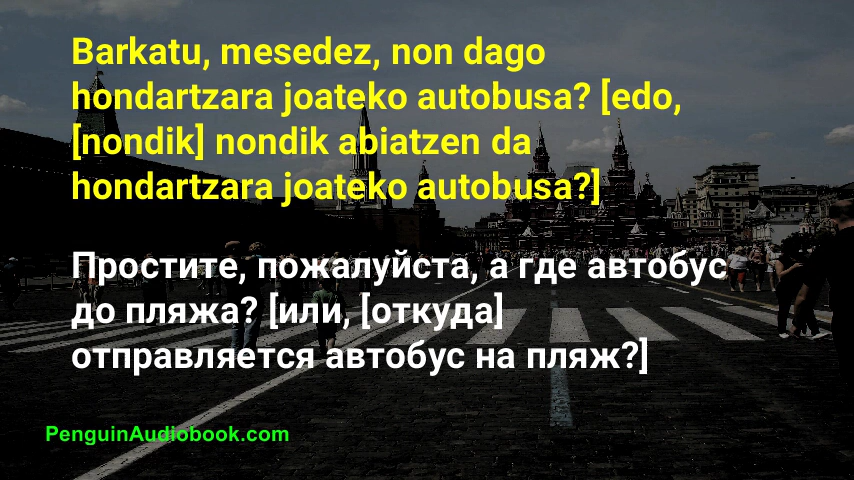 Barkatu, mesedez, non dago
hondartzara joateko autobusa? [edo,
[nondik] nondik abiatzen da
hondartzara joateko autobusa?]
Простите, пожалуйста, а где автобус
до пляжа? [или, [откуда]
отправляется автобус на пляж?]
PenguinAudiobook.com